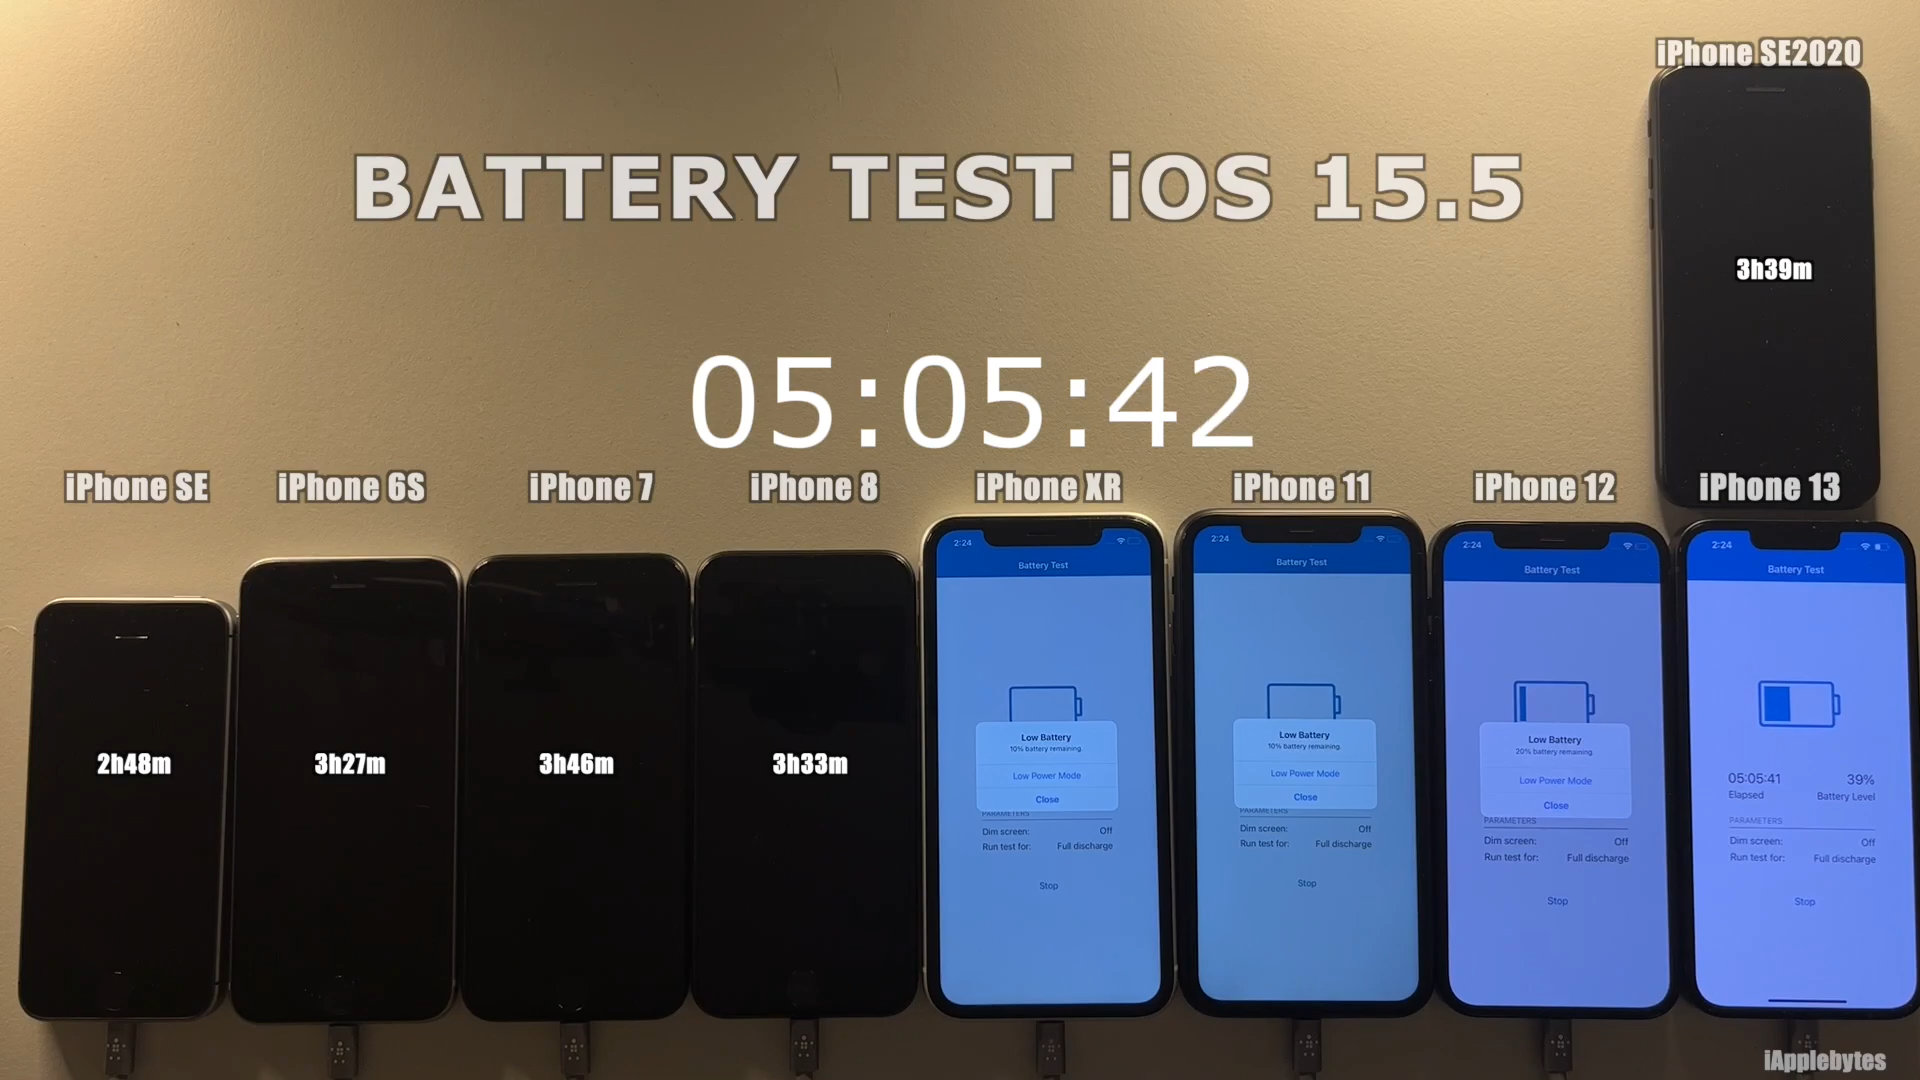 iPhone SE2020
BATTERY TEST iOS 15.5
3h39m
05:05:42
iPhone SE
iPhone 6S
iPhone 7
iPhone 8
iPhone XR
iPhone 11
iPhone 12
iPhone 13
2h48m
3h27m
3h46m
3h33m
2:24
Battery Test
Low Battery
10% battery remaining.
Low Power Mode
Close
PARAMETERS
Dim screen: Off
Run test for: Full discharge
Stop
2:24
Battery Test
Low Battery
10% battery remaining.
Low Power Mode
Close
PARAMETERS
Dim screen: Off
Run test for: Full discharge
Stop
2:24
Battery Test
Low Battery
20% battery remaining.
Low Power Mode
Close
PARAMETERS
Dim screen: Off
Run test for: Full discharge
Stop
2:24
Battery Test
05:05:41 39%
Elapsed Battery Level
PARAMETERS
Dim screen: Off
Run test for: Full discharge
Stop
iApplebytes